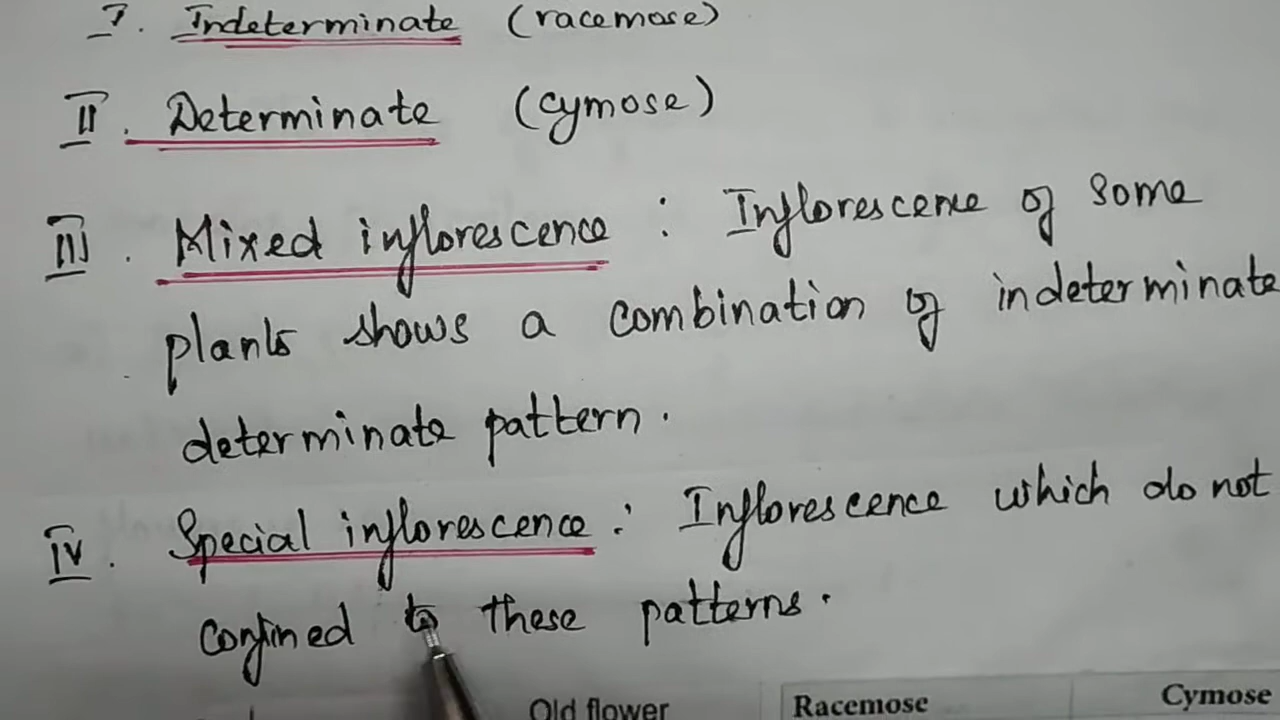 I. Indeterminate (racemose)
II. Determinate (cymose)
III. Mixed inflorescence : Inflorescence of some
plants shows a combination of indeterminate
determinate pattern.
IV. Special inflorescence : Inflorescence which do not
confined to these patterns.
Old flower Racemose Cymose